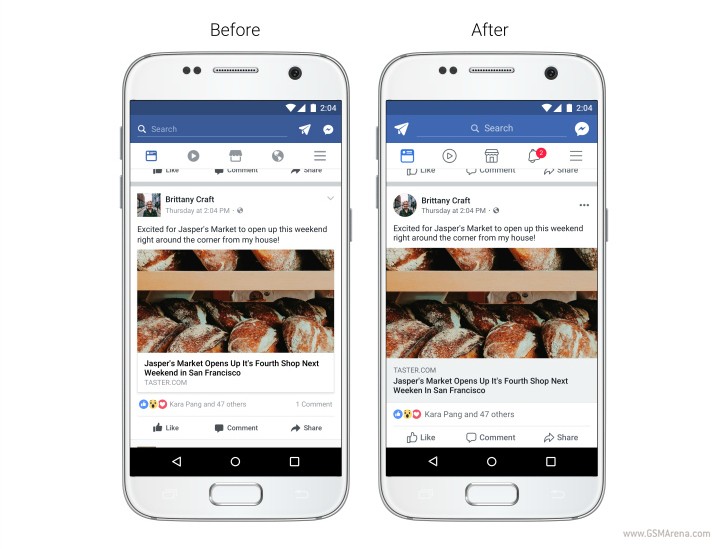 Before
2:04
Search
Like Comment Share
Brittany Craft
Thursday at 2:04 PM ·
Excited for Jasper's Market to open up this weekend
right around the corner from my house!
Jasper's Market Opens Up It's Fourth Shop Next
Weekend in San Francisco
TASTER.COM
Kara Pang and 47 others 1 Comment
Like Comment Share
After
2:04
Search
2
Like Comment Share
Brittany Craft
Thursday at 2:04 PM ·
Excited for Jasper's Market to open up this weekend
right around the corner from my house!
TASTER.COM
Jasper's Market Opens Up It's Fourth Shop Next
Weeken In San Francisco
Kara Pang and 47 others
Like Comment Share
www.GSMArena.com